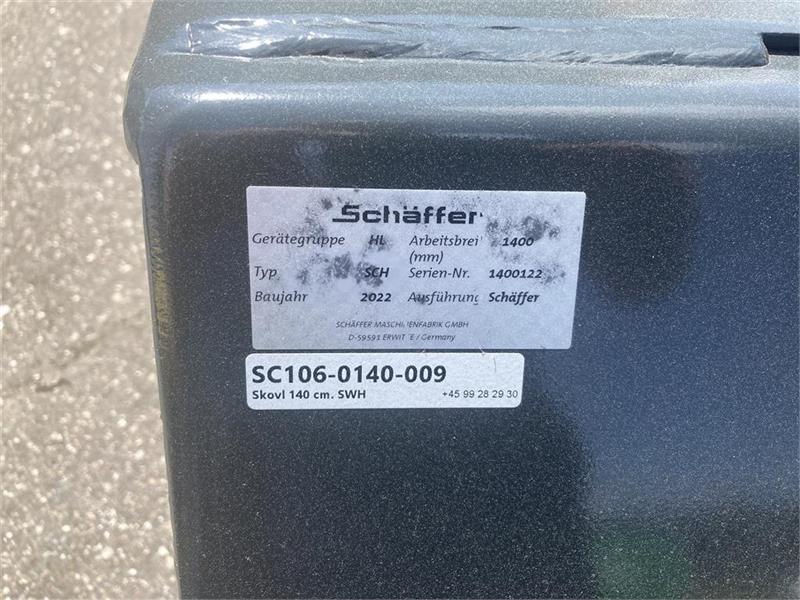 Schäffer
Gerätegruppe HL Arbeitsbrei 1400
(mm)
Typ SCH Serien-Nr. 1400122
Baujahr 2022 Ausführung Schäffer
SCHÄFFER MASCHI ENFABRIK GMBH
D-59591 ERWIT E / Germany
SC106-0140-009
Skovl 140 cm. SWH +45 99 28 29 30